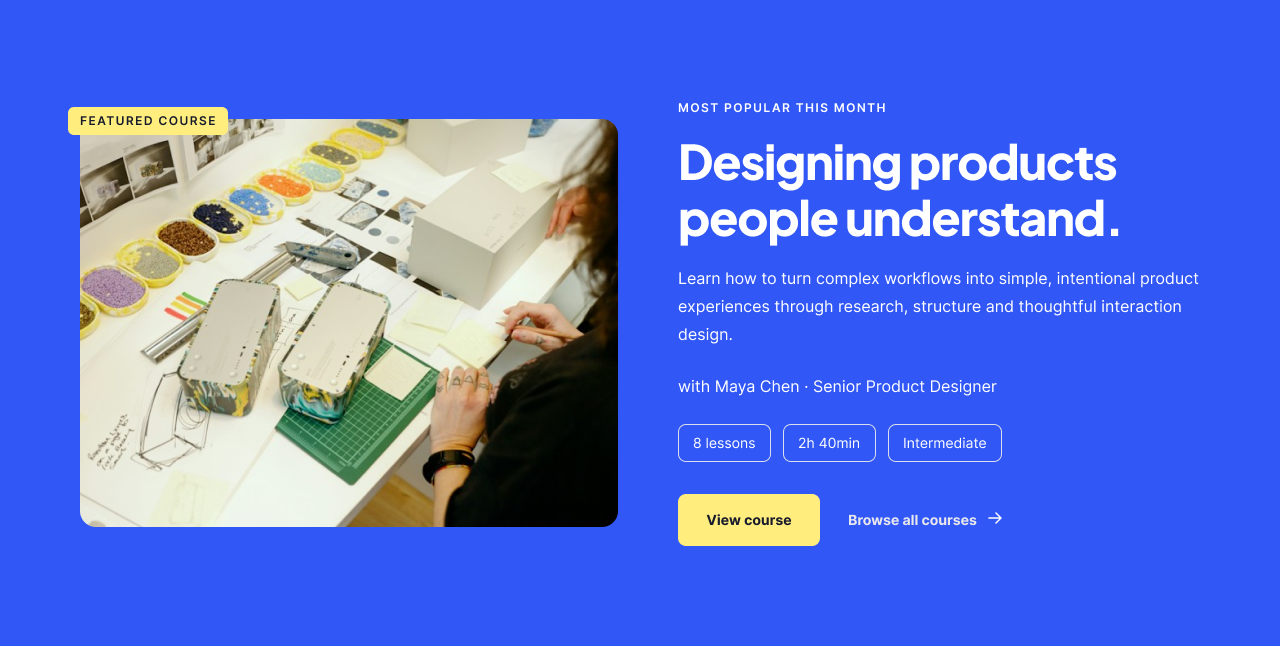 FEATURED COURSE
MOST POPULAR THIS MONTH
Designing products
people understand.
Learn how to turn complex workflows into simple, intentional product
experiences through research, structure and thoughtful interaction
design.
with Maya Chen · Senior Product Designer
8 lessons
2h 40min
Intermediate
View course
Browse all courses